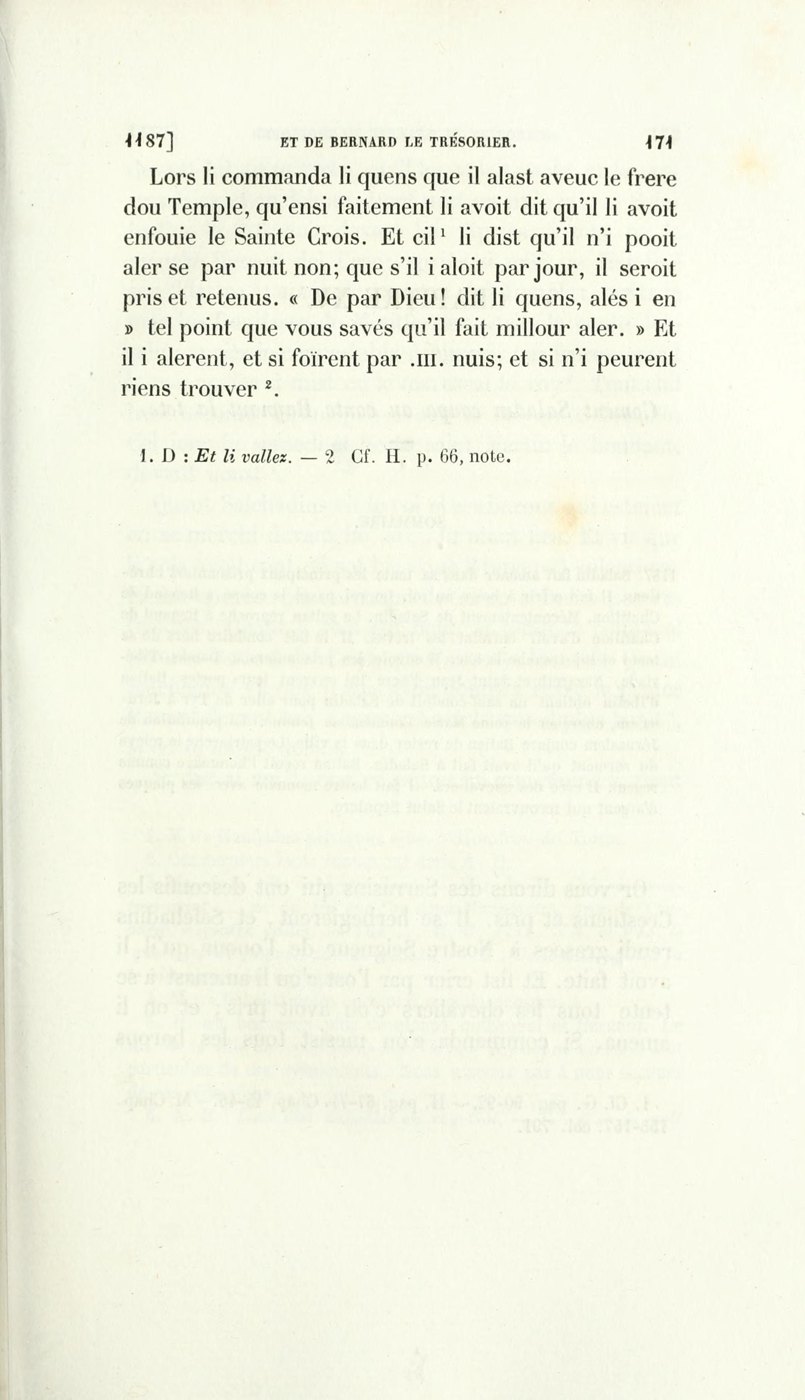 1187] ET DE BERNARD LE TRÉSORIER. 171
Lors li commanda li quens que il alast aveuc le frere
dou Temple, qu'ensi faitement li avoit dit qu'il li avoit
enfouie le Sainte Crois. Et cil¹ li dist qu'il n'i pooit
aler se par nuit non; que s'il i aloit par jour, il seroit
pris et retenus. « De par Dieu! dit li quens, alés i en
» tel point que vous savés qu'il fait millour aler. » Et
il i alerent, et si foïrent par .III. nuis; et si n'i peurent
riens trouver ².
1. D : Et li vallez. — 2 Cf. H. p. 66, note.